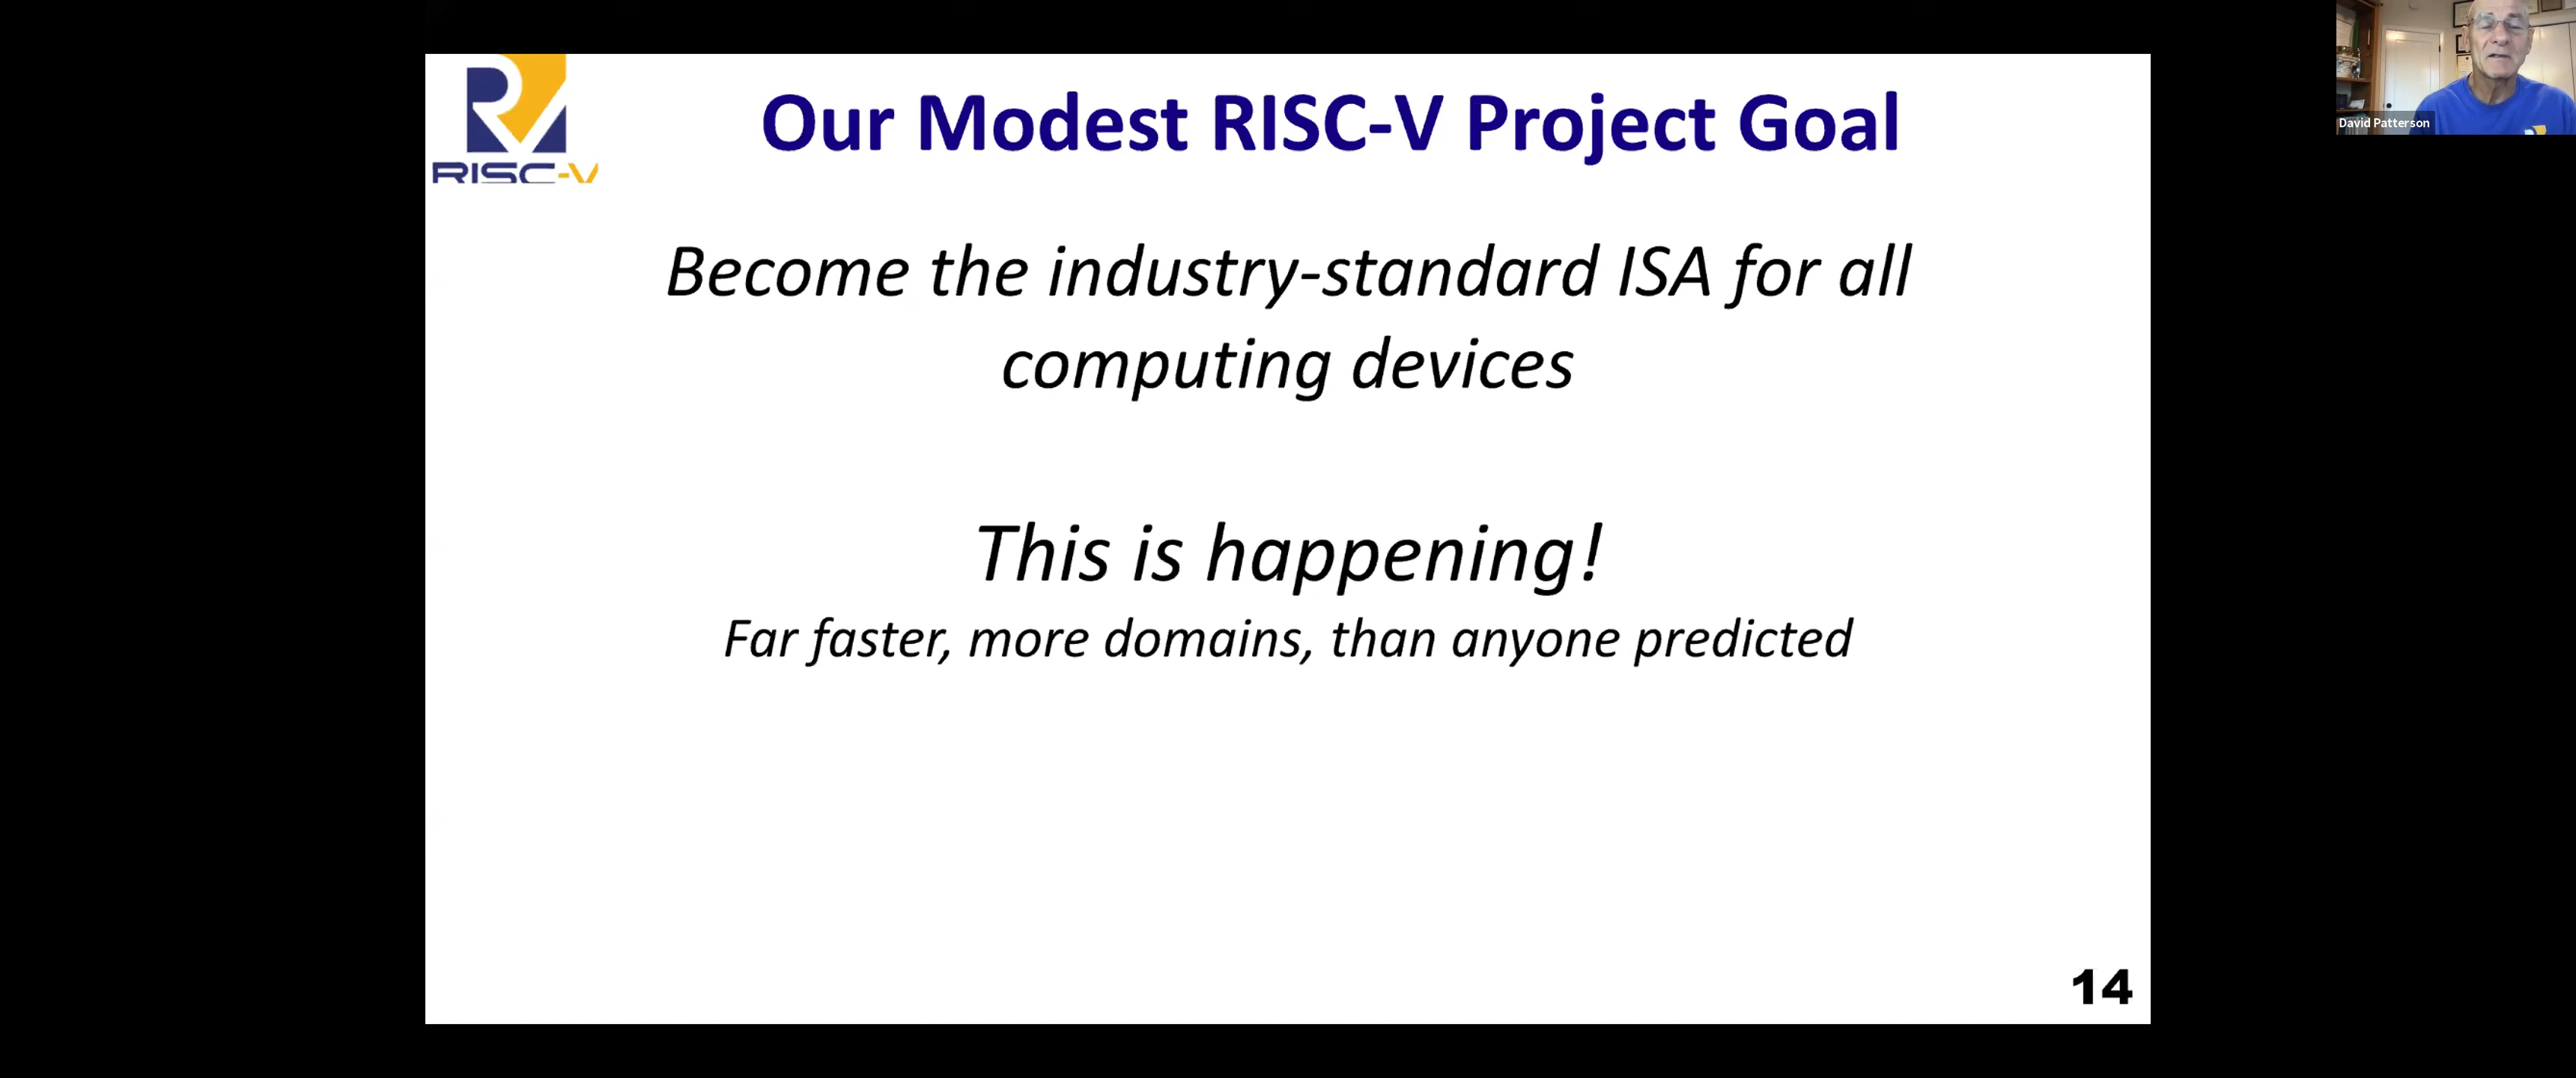 RISC-V
Our Modest RISC-V Project Goal
David Patterson
Become the industry-standard ISA for all
computing devices
This is happening!
Far faster, more domains, than anyone predicted
14